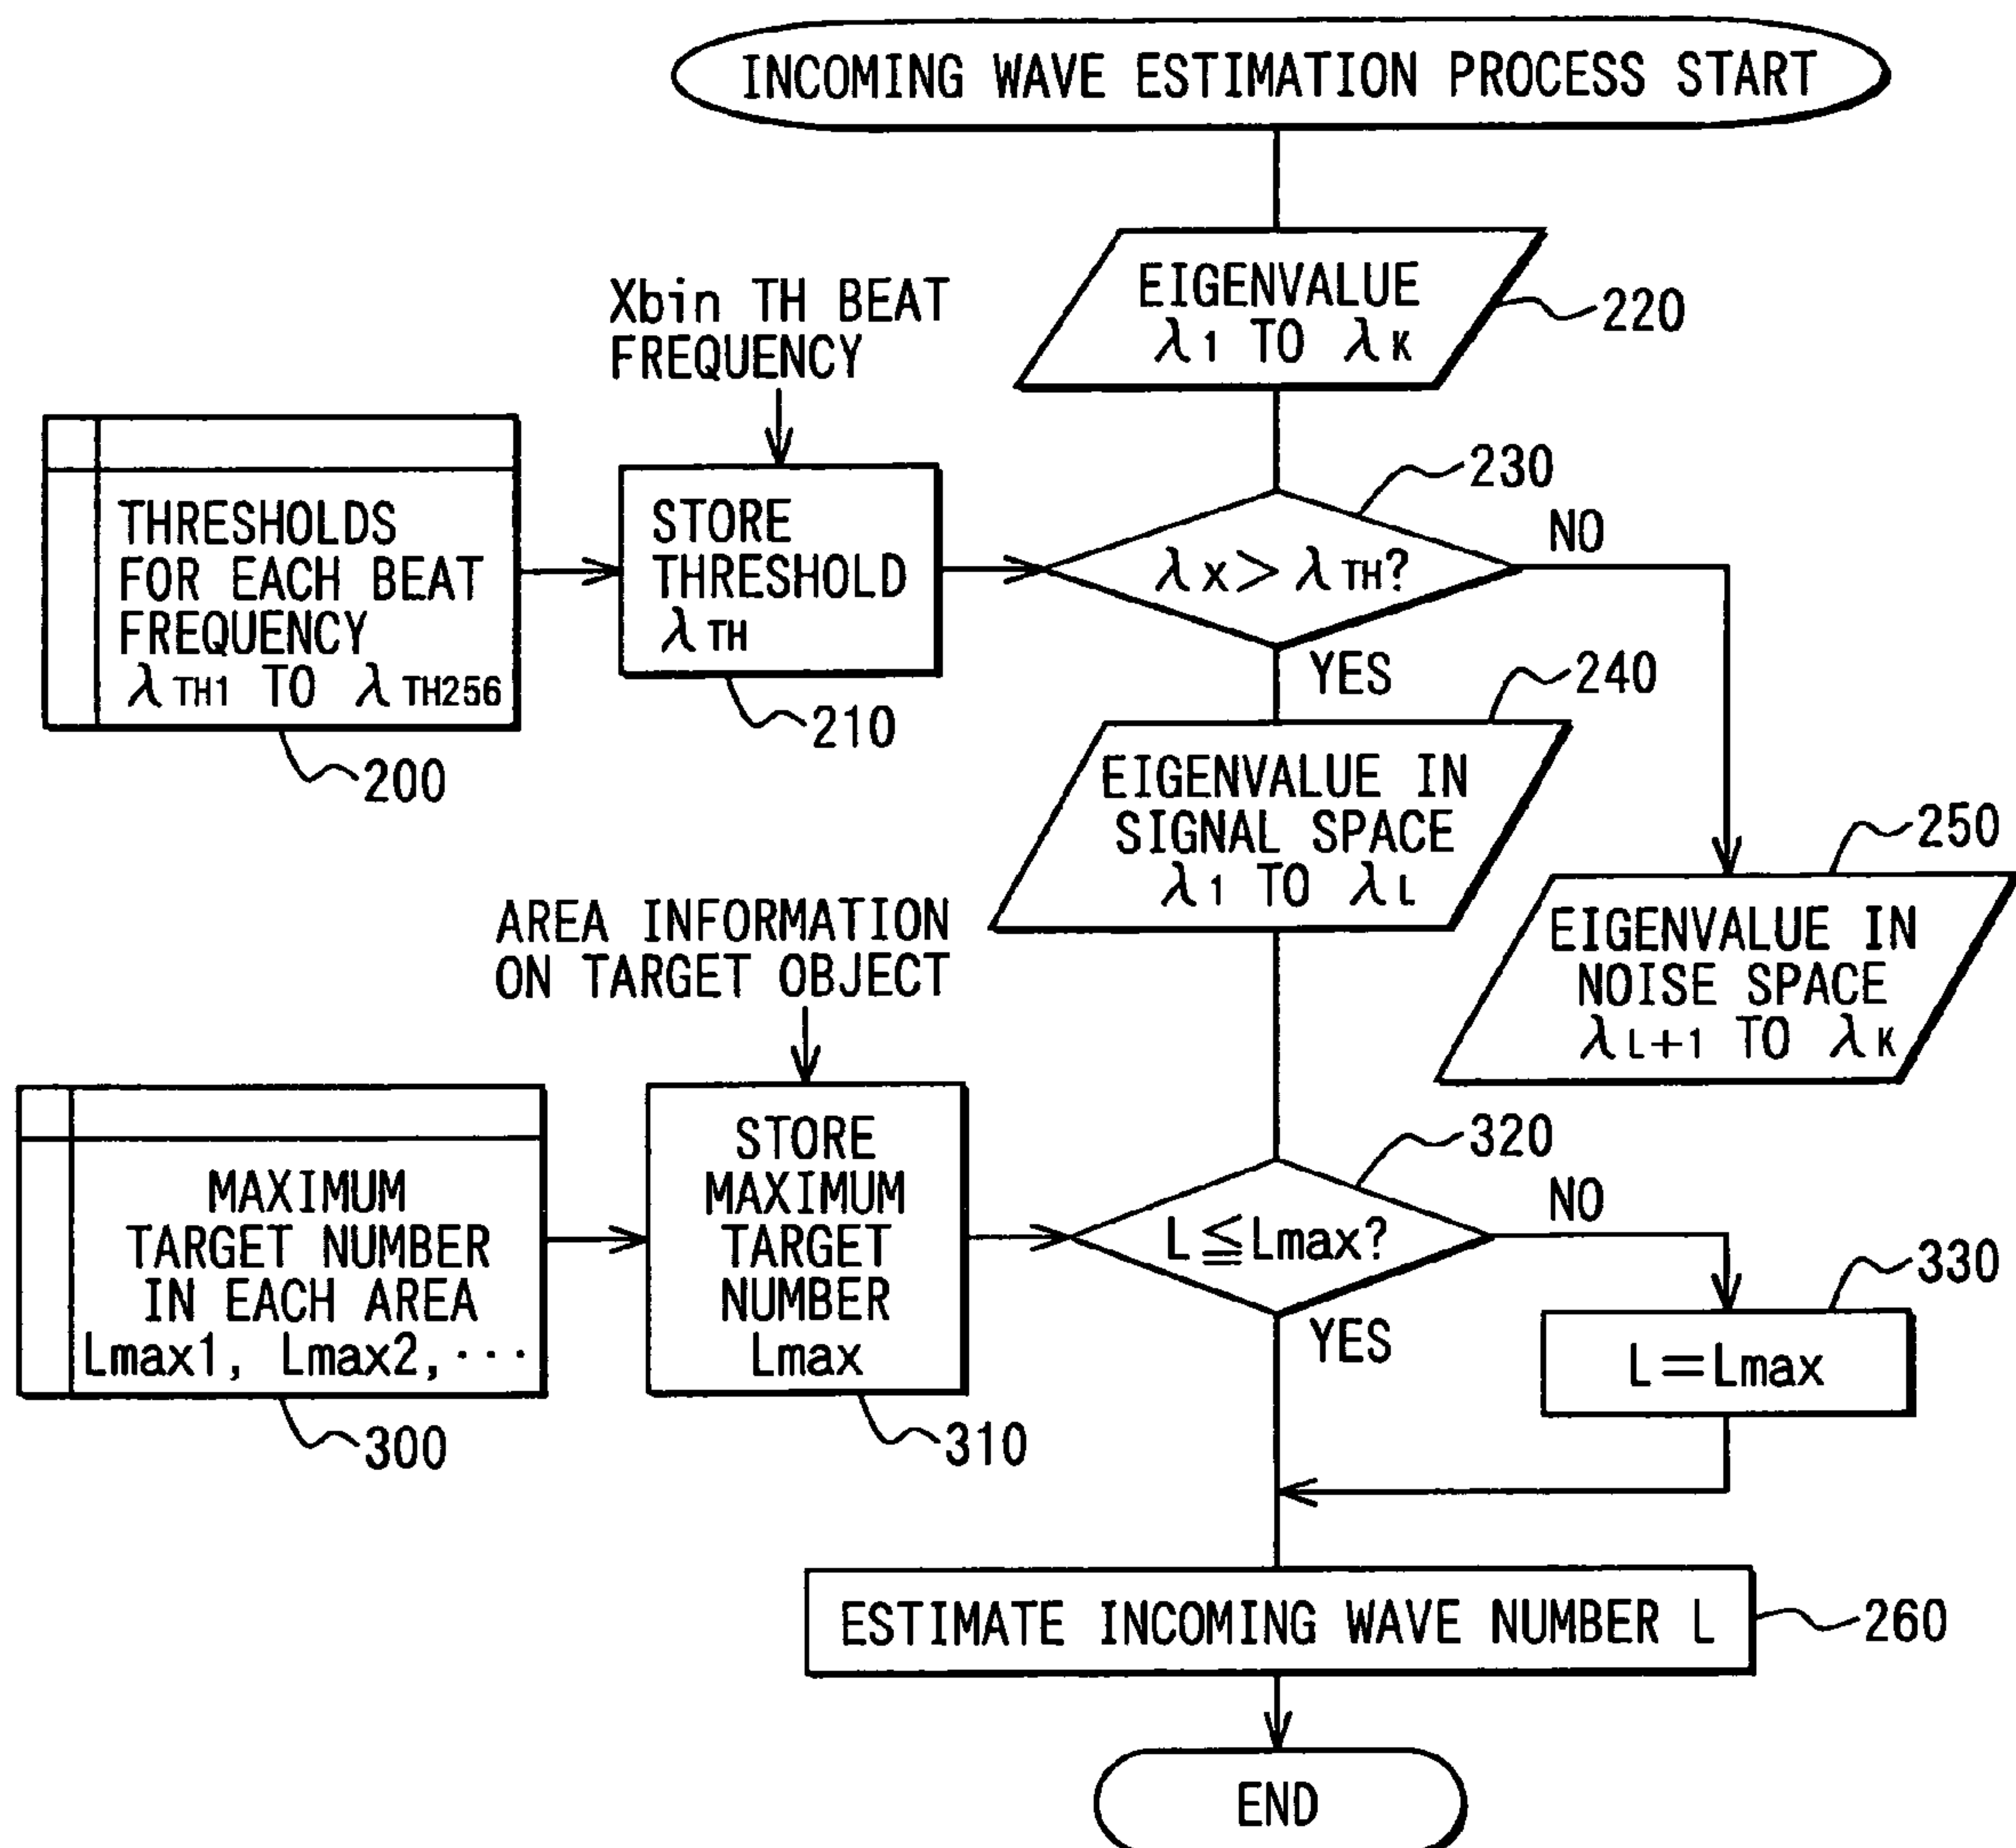 INCOMING WAVE ESTIMATION PROCESS START
EIGENVALUE
λ1 TO λK
220
Xbin TH BEAT
FREQUENCY
THRESHOLDS
FOR EACH BEAT
FREQUENCY
λTH1 TO λTH256
200
STORE
THRESHOLD
λTH
210
230
λX > λTH?
NO
YES
240
EIGENVALUE IN
SIGNAL SPACE
λ1 TO λL
250
EIGENVALUE IN
NOISE SPACE
λL+1 TO λK
AREA INFORMATION
ON TARGET OBJECT
MAXIMUM
TARGET NUMBER
IN EACH AREA
Lmax1, Lmax2, ···
300
STORE
MAXIMUM
TARGET
NUMBER
Lmax
310
320
L≦Lmax?
NO
YES
330
L=Lmax
ESTIMATE INCOMING WAVE NUMBER L
260
END